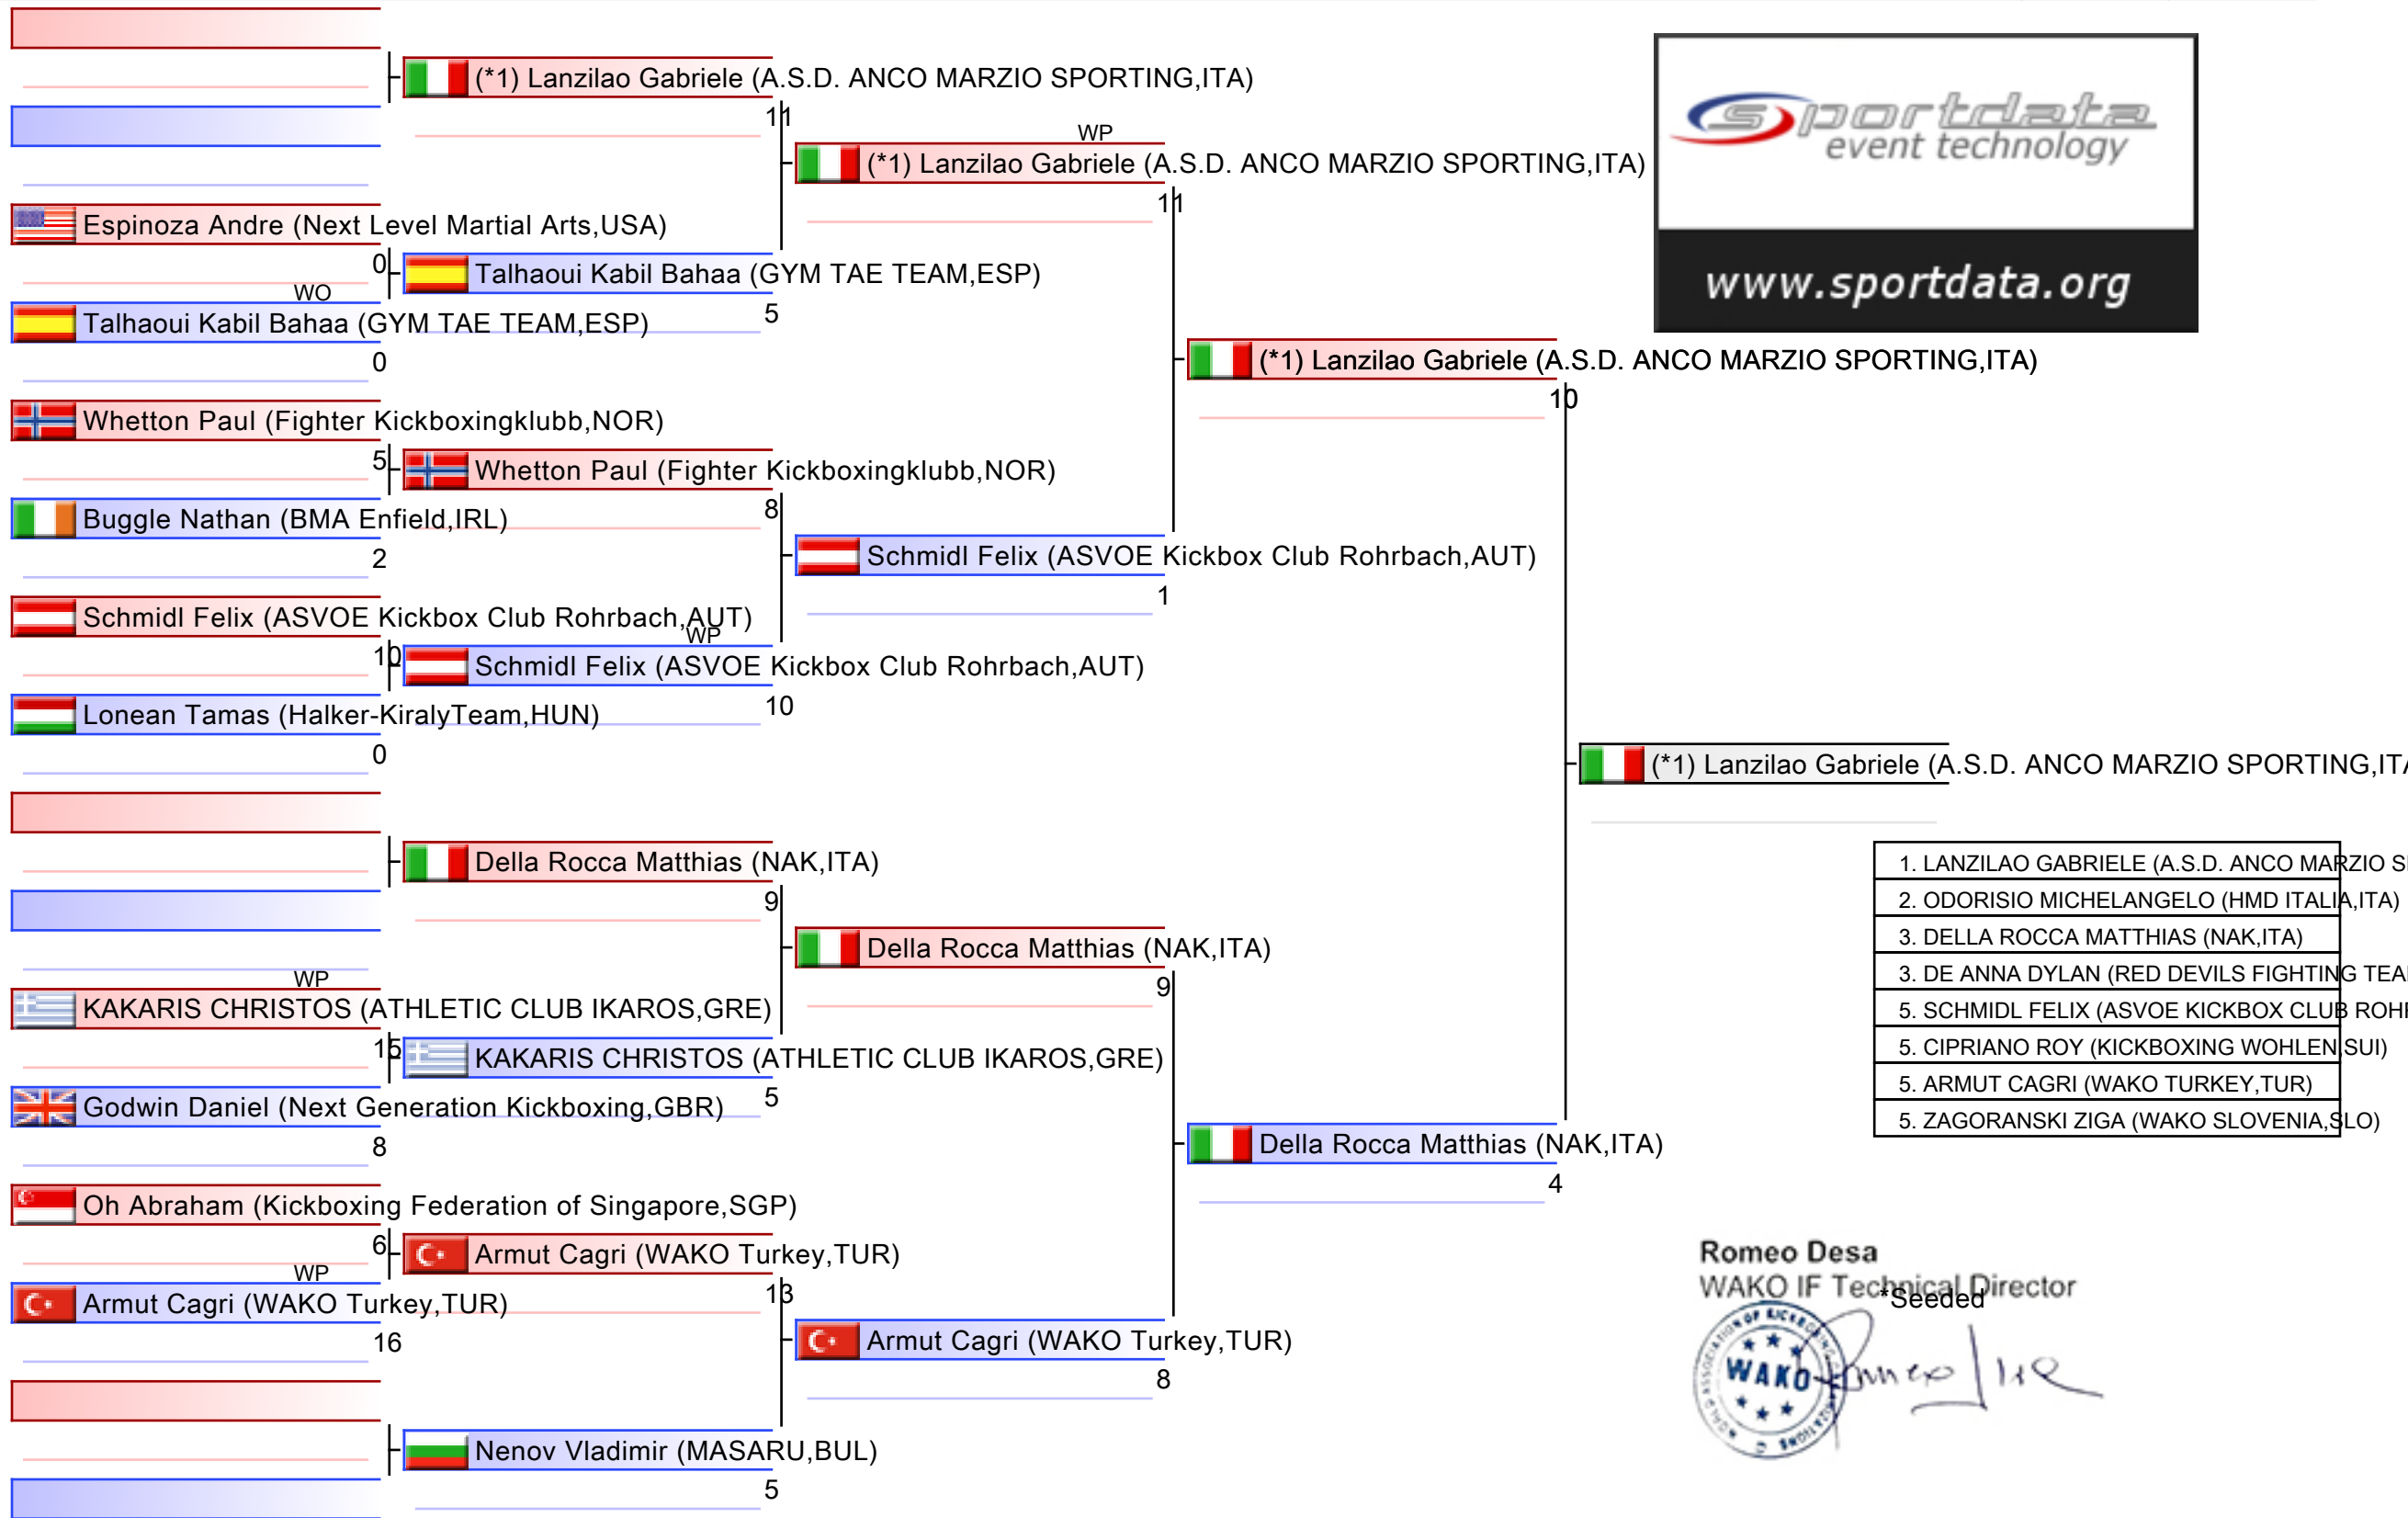 (*1) Lanzilao Gabriele (A.S.D. ANCO MARZIO SPORTING,ITA)
11
Espinoza Andre (Next Level Martial Arts,USA)
0
WO
Talhaoui Kabil Bahaa (GYM TAE TEAM,ESP)
0
Talhaoui Kabil Bahaa (GYM TAE TEAM,ESP)
5
WP
(*1) Lanzilao Gabriele (A.S.D. ANCO MARZIO SPORTING,ITA)
11
Whetton Paul (Fighter Kickboxingklubb,NOR)
5
Buggle Nathan (BMA Enfield,IRL)
2
Whetton Paul (Fighter Kickboxingklubb,NOR)
8
Schmidl Felix (ASVOE Kickbox Club Rohrbach,AUT)
10
Lonean Tamas (Halker-KiralyTeam,HUN)
0
WP
Schmidl Felix (ASVOE Kickbox Club Rohrbach,AUT)
10
Schmidl Felix (ASVOE Kickbox Club Rohrbach,AUT)
1
(*1) Lanzilao Gabriele (A.S.D. ANCO MARZIO SPORTING,ITA)
10
Della Rocca Matthias (NAK,ITA)
9
WP
KAKARIS CHRISTOS (ATHLETIC CLUB IKAROS,GRE)
15
Godwin Daniel (Next Generation Kickboxing,GBR)
8
KAKARIS CHRISTOS (ATHLETIC CLUB IKAROS,GRE)
5
Della Rocca Matthias (NAK,ITA)
9
Oh Abraham (Kickboxing Federation of Singapore,SGP)
6
WP
Armut Cagri (WAKO Turkey,TUR)
16
Armut Cagri (WAKO Turkey,TUR)
13
Nenov Vladimir (MASARU,BUL)
5
Armut Cagri (WAKO Turkey,TUR)
8
Della Rocca Matthias (NAK,ITA)
4
(*1) Lanzilao Gabriele (A.S.D. ANCO MARZIO SPORTING,ITA
sportdata
event technology
www.sportdata.org
1. LANZILAO GABRIELE (A.S.D. ANCO MARZIO S
2. ODORISIO MICHELANGELO (HMD ITALIA,ITA)
3. DELLA ROCCA MATTHIAS (NAK,ITA)
3. DE ANNA DYLAN (RED DEVILS FIGHTING TEA
5. SCHMIDL FELIX (ASVOE KICKBOX CLUB ROH
5. CIPRIANO ROY (KICKBOXING WOHLEN,SUI)
5. ARMUT CAGRI (WAKO TURKEY,TUR)
5. ZAGORANSKI ZIGA (WAKO SLOVENIA,SLO)
Romeo Desa
WAKO IF Technical Director
*Seeded
WAKO